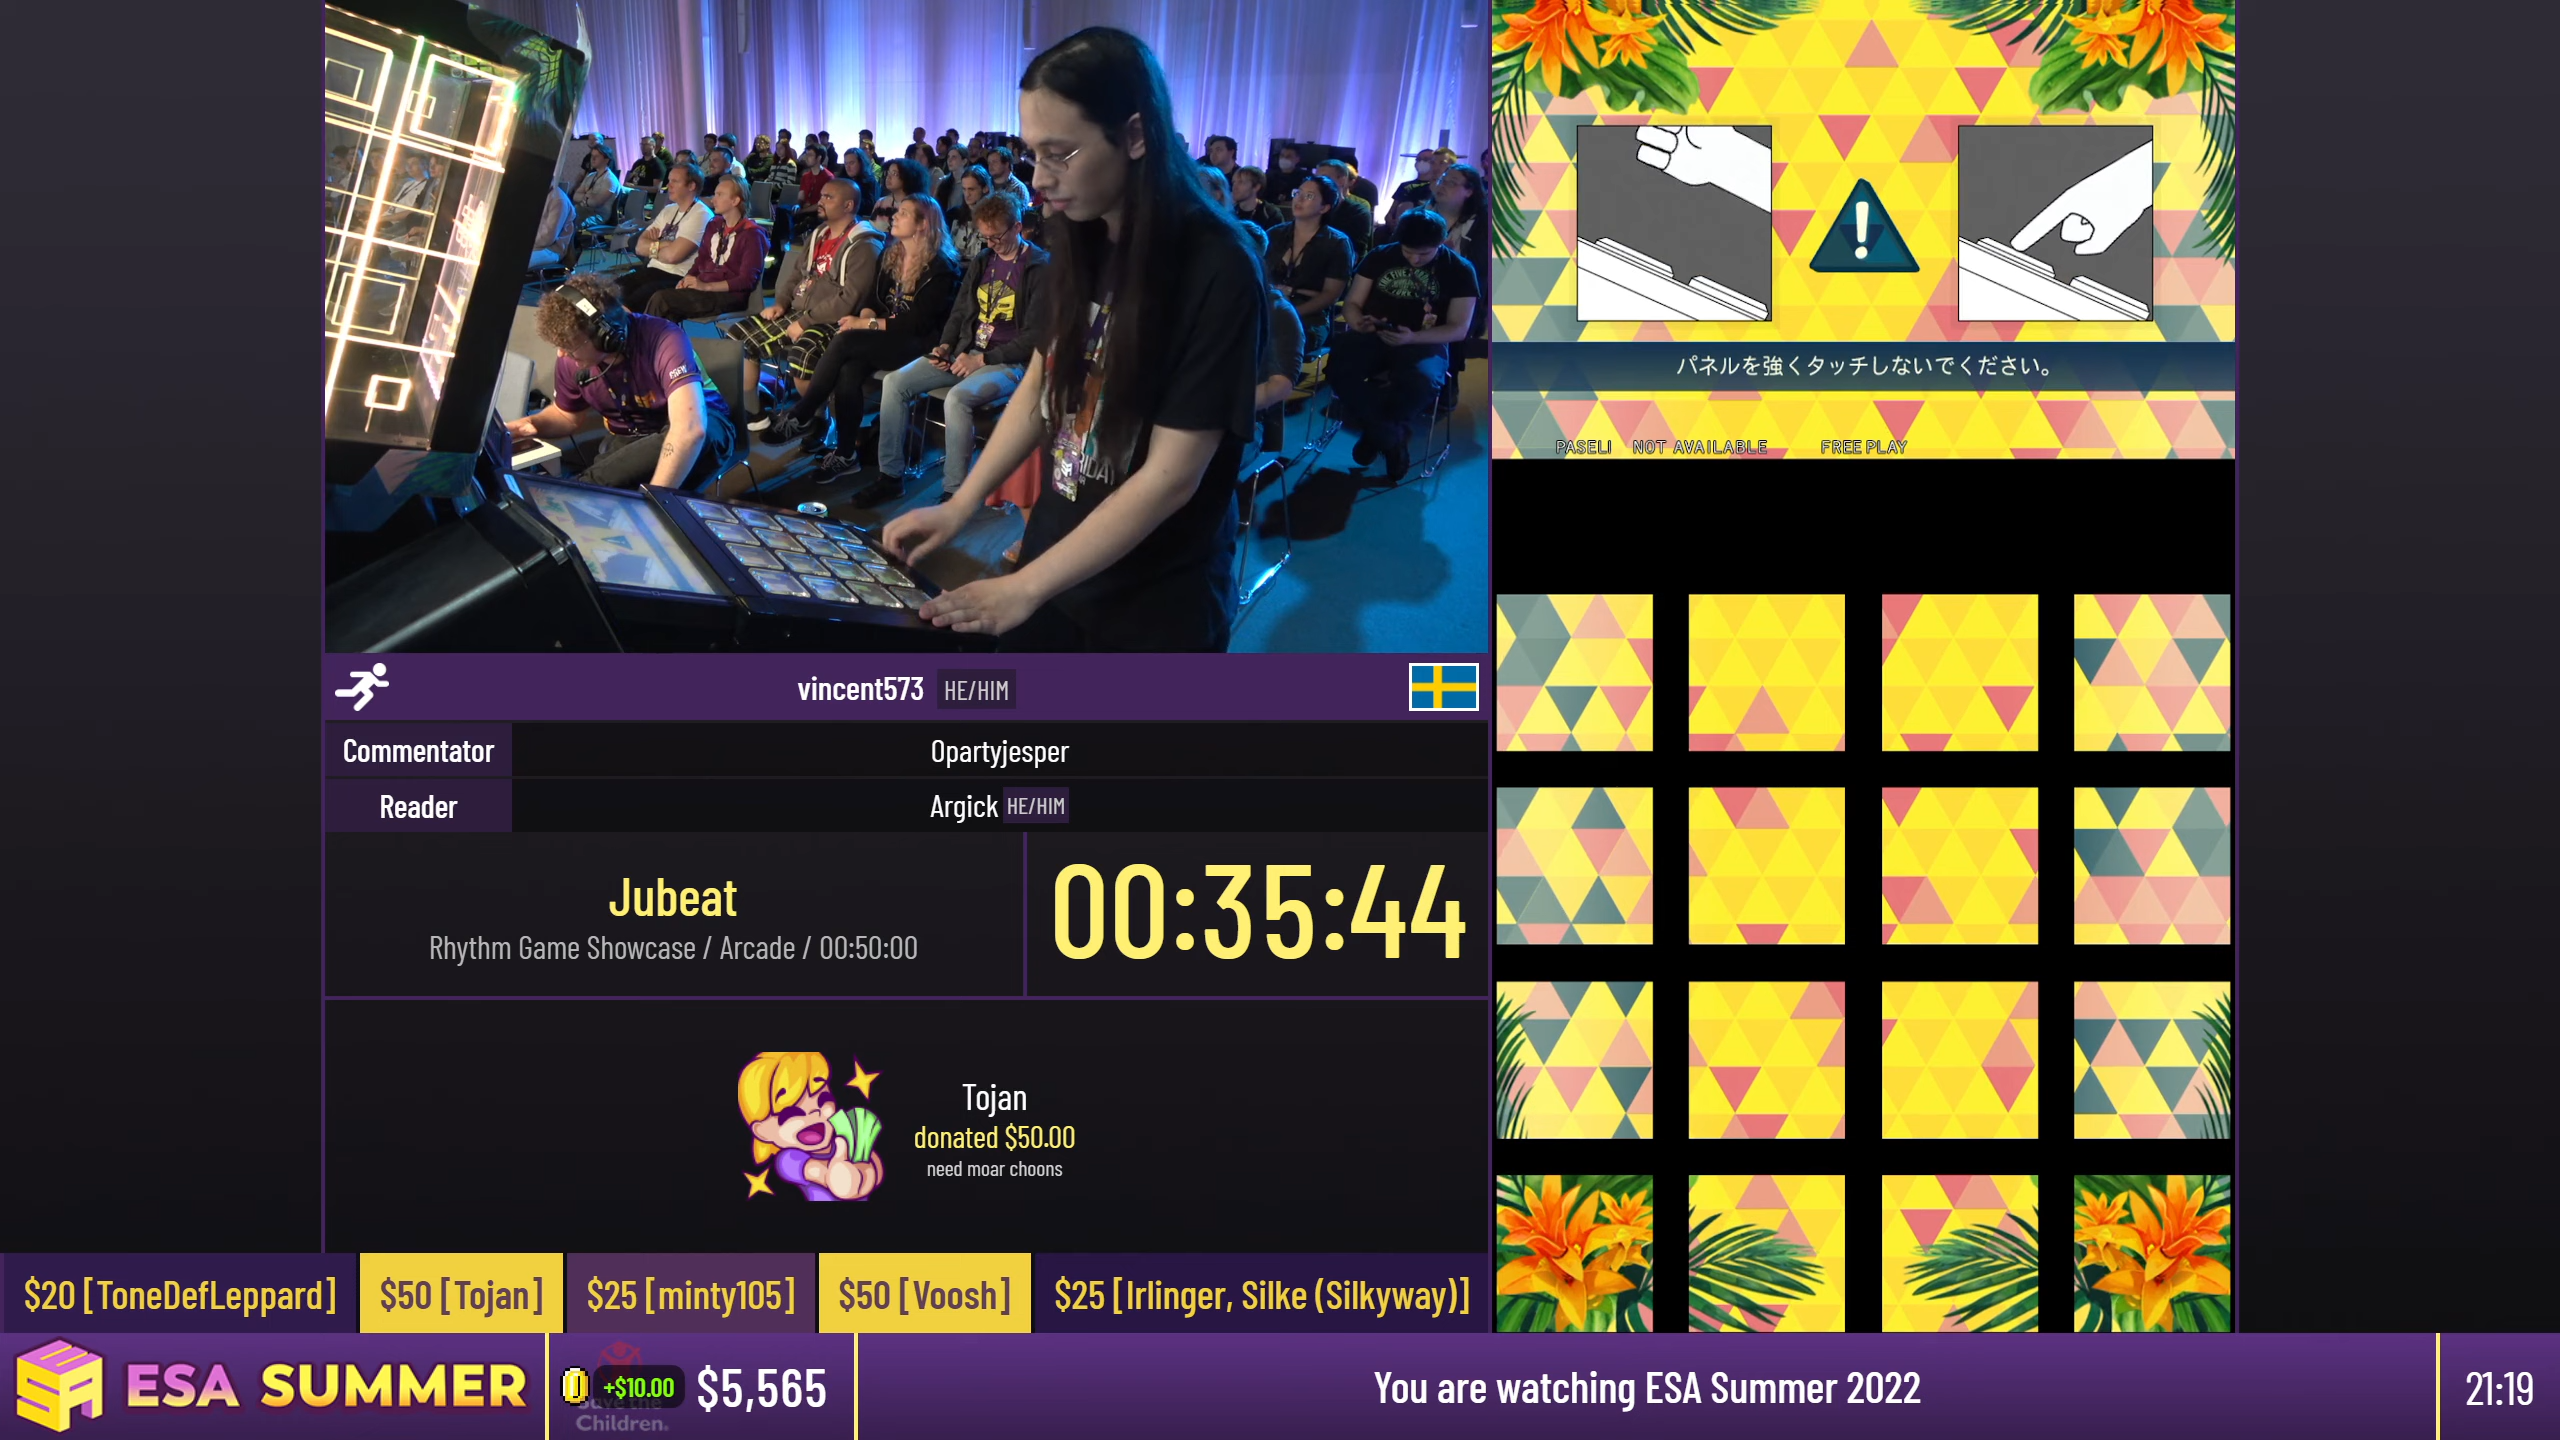 パネルを強くタッチしないでください。
PASELI NOT AVAILABLE FREE PLAY
vincent573 HE/HIM
Commentator Opartyjesper
Reader Argick HE/HIM
Jubeat
Rhythm Game Showcase / Arcade / 00:50:00
00:35:44
Tojan
donated $50.00
need moar choons
$20 [ToneDefLeppard]
$50 [Tojan]
$25 [minty105]
$50 [Voosh]
$25 [Irlinger, Silke (Silkyway)]
ESA SUMMER
+$10.00
Save the
Children.
$5,565
You are watching ESA Summer 2022
21:19